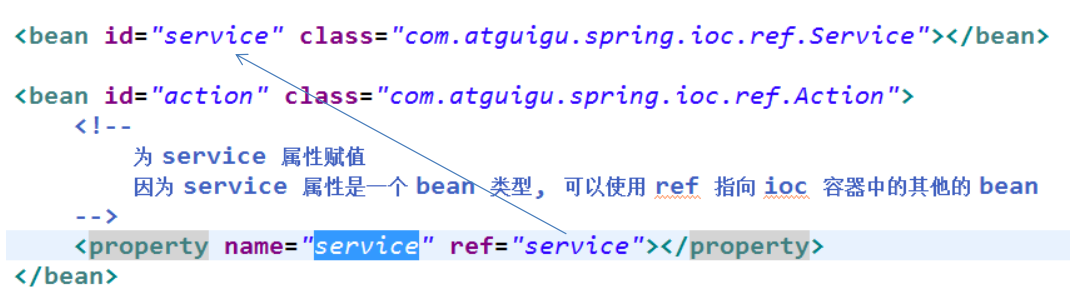 <bean id="service" class="com.atguigu.spring.ioc.ref.Service"></bean>
<bean id="action" class="com.atguigu.spring.ioc.ref.Action">
<!--
为 service 属性赋值
因为 service 属性是一个 bean 类型, 可以使用 ref 指向 ioc 容器中的其他的 bean
-->
<property name="service" ref="service"></property>
</bean>